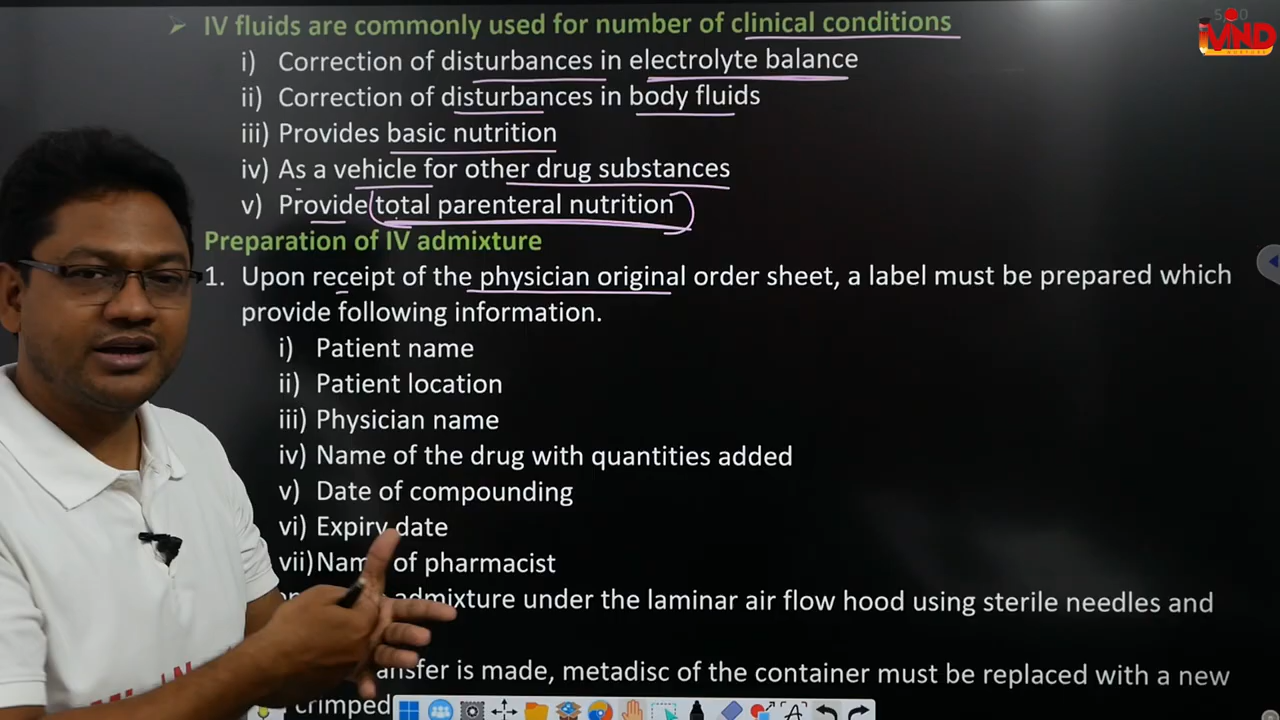 ➢ IV fluids are commonly used for number of clinical conditions
i) Correction of disturbances in electrolyte balance
ii) Correction of disturbances in body fluids
iii) Provides basic nutrition
iv) As a vehicle for other drug substances
v) Provide total parenteral nutrition
Preparation of IV admixture
1. Upon receipt of the physician original order sheet, a label must be prepared which
provide following information.
i) Patient name
ii) Patient location
iii) Physician name
iv) Name of the drug with quantities added
v) Date of compounding
vi) Expiry date
vii) Name of pharmacist
admixture under the laminar air flow hood using sterile needles and
is made, metadisc of the container must be replaced with a new
crimped